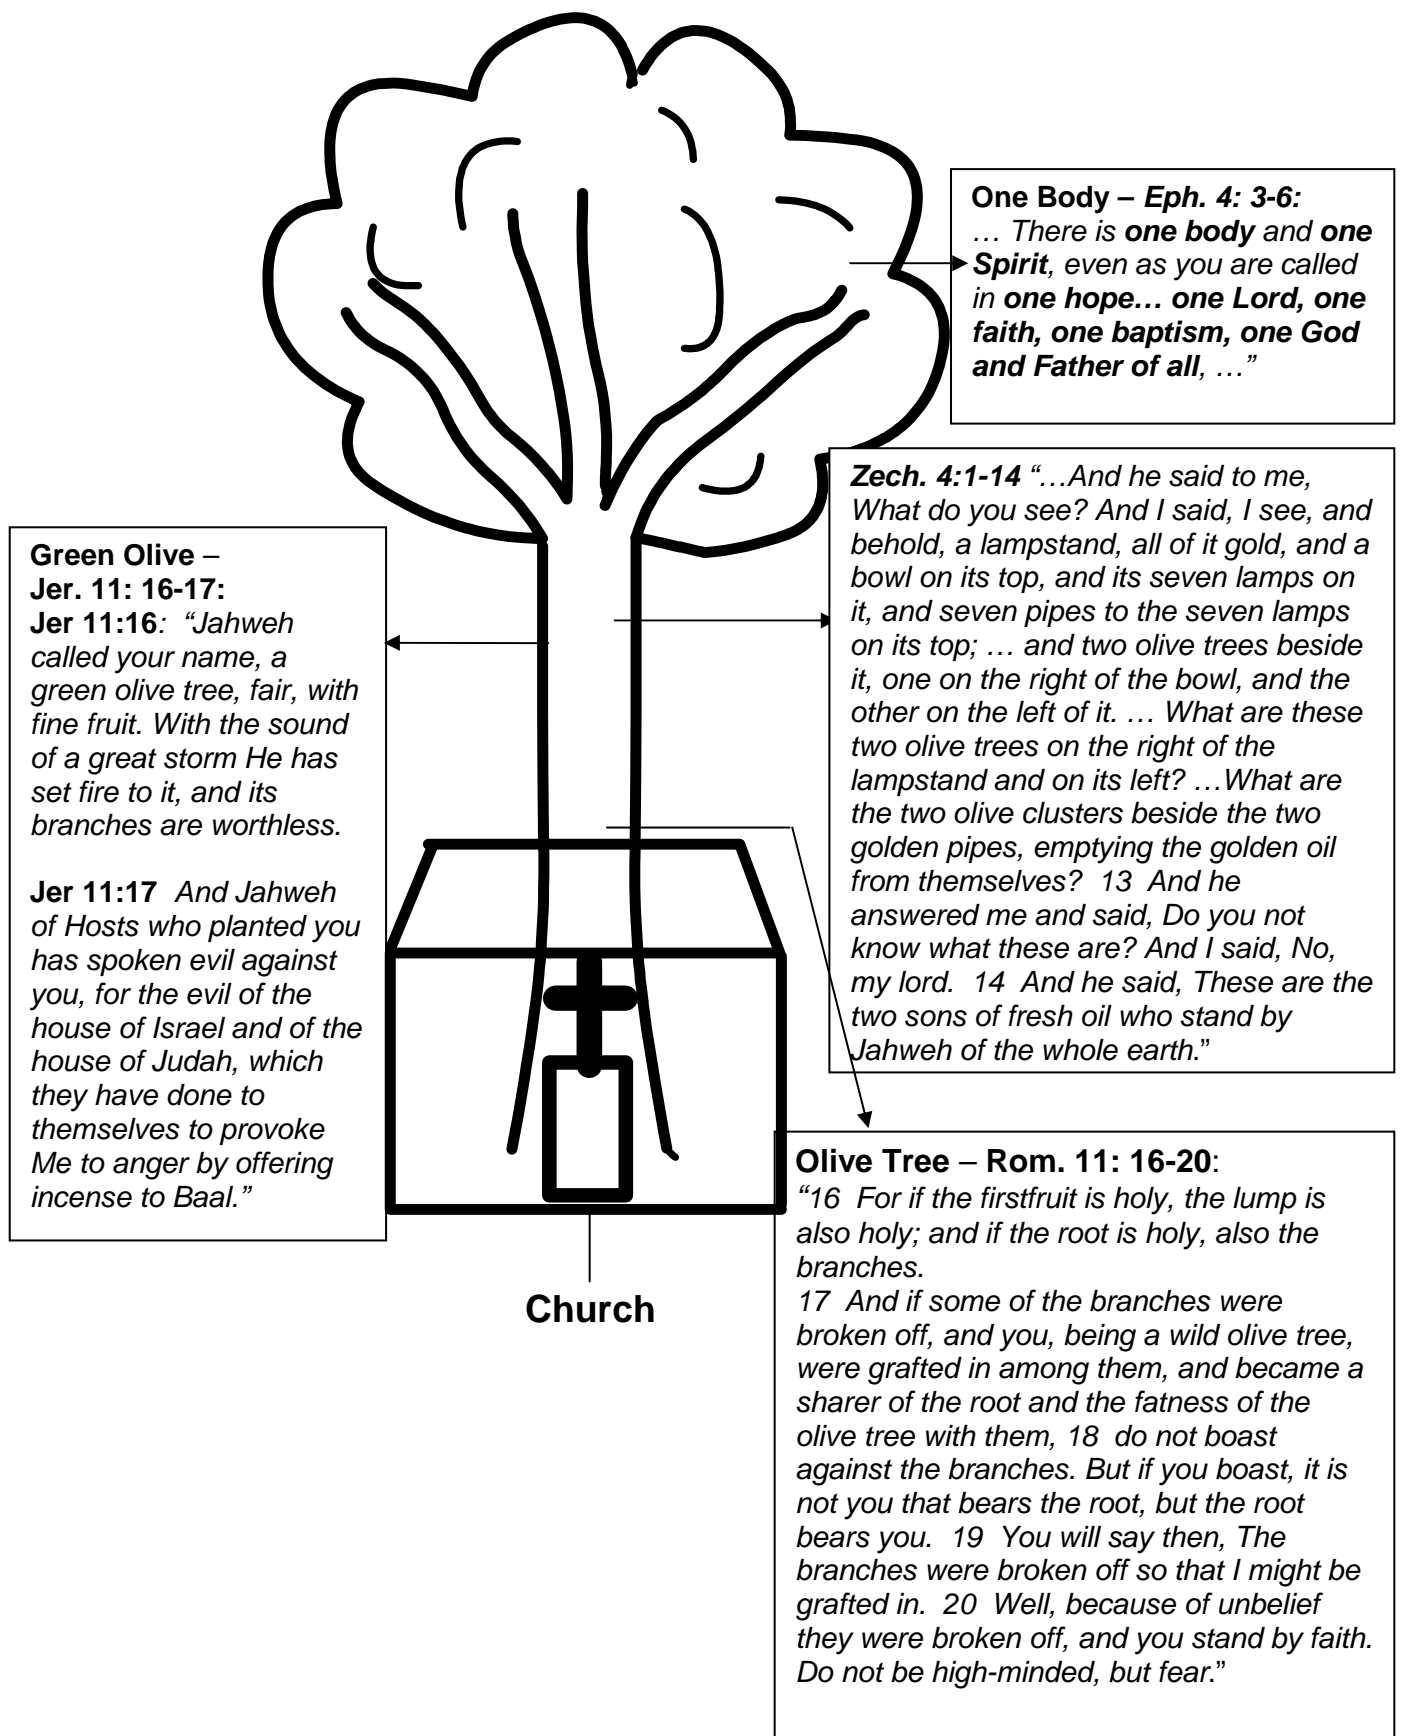 One Body – Eph. 4: 3-6:
… There is one body and one
Spirit, even as you are called
in one hope… one Lord, one
faith, one baptism, one God
and Father of all, …”
Zech. 4:1-14 “…And he said to me,
What do you see? And I said, I see, and
behold, a lampstand, all of it gold, and a
bowl on its top, and its seven lamps on
it, and seven pipes to the seven lamps
on its top; … and two olive trees beside
it, one on the right of the bowl, and the
other on the left of it. … What are these
two olive trees on the right of the
lampstand and on its left? …What are
the two olive clusters beside the two
golden pipes, emptying the golden oil
from themselves? 13 And he
answered me and said, Do you not
know what these are? And I said, No,
my lord. 14 And he said, These are the
two sons of fresh oil who stand by
Jahweh of the whole earth.”
Green Olive –
Jer. 11: 16-17:
Jer 11:16: “Jahweh
called your name, a
green olive tree, fair, with
fine fruit. With the sound
of a great storm He has
set fire to it, and its
branches are worthless.
Jer 11:17 And Jahweh
of Hosts who planted you
has spoken evil against
you, for the evil of the
house of Israel and of the
house of Judah, which
they have done to
themselves to provoke
Me to anger by offering
incense to Baal.”
Church
Olive Tree – Rom. 11: 16-20:
“16 For if the firstfruit is holy, the lump is
also holy; and if the root is holy, also the
branches.
17 And if some of the branches were
broken off, and you, being a wild olive tree,
were grafted in among them, and became a
sharer of the root and the fatness of the
olive tree with them, 18 do not boast
against the branches. But if you boast, it is
not you that bears the root, but the root
bears you. 19 You will say then, The
branches were broken off so that I might be
grafted in. 20 Well, because of unbelief
they were broken off, and you stand by faith.
Do not be high-minded, but fear.”